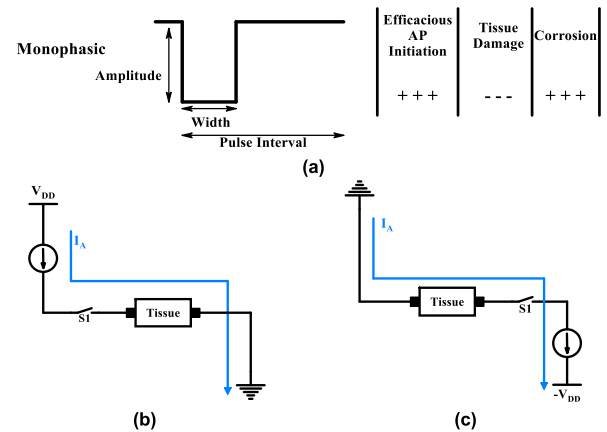 Monophasic
Amplitude
Width
Pulse Interval
Efficacious
AP
Initiation
+ + +
Tissue
Damage
- - -
Corrosion
+ + +
(a)
V_DD
I_A
S1
Tissue
(b)
I_A
Tissue
S1
-V_DD
(c)